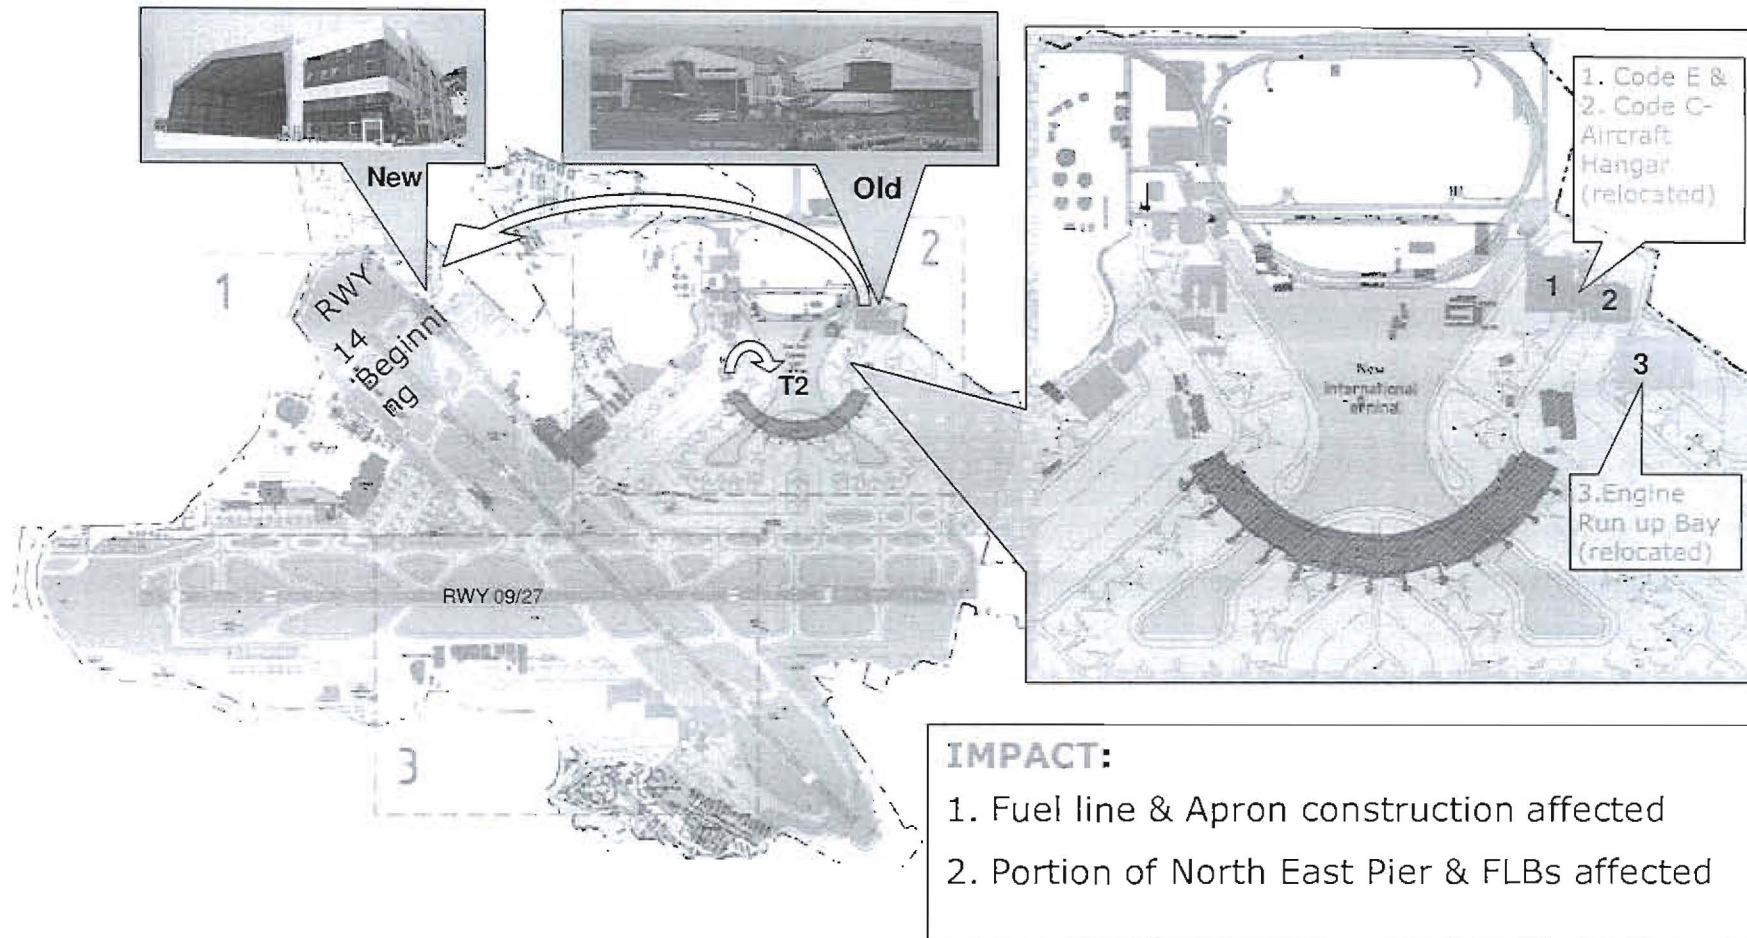 New
Old
1
2
RWY
14
Beginni
ng
T2
RWY 09/27
3
1. Code E &
2. Code C-
Aircraft
Hangar
(relocated)
1
2
3
New
International
3.Engine
Run up Bay
(relocated)
IMPACT:
1. Fuel line & Apron construction affected
2. Portion of North East Pier & FLBs affected